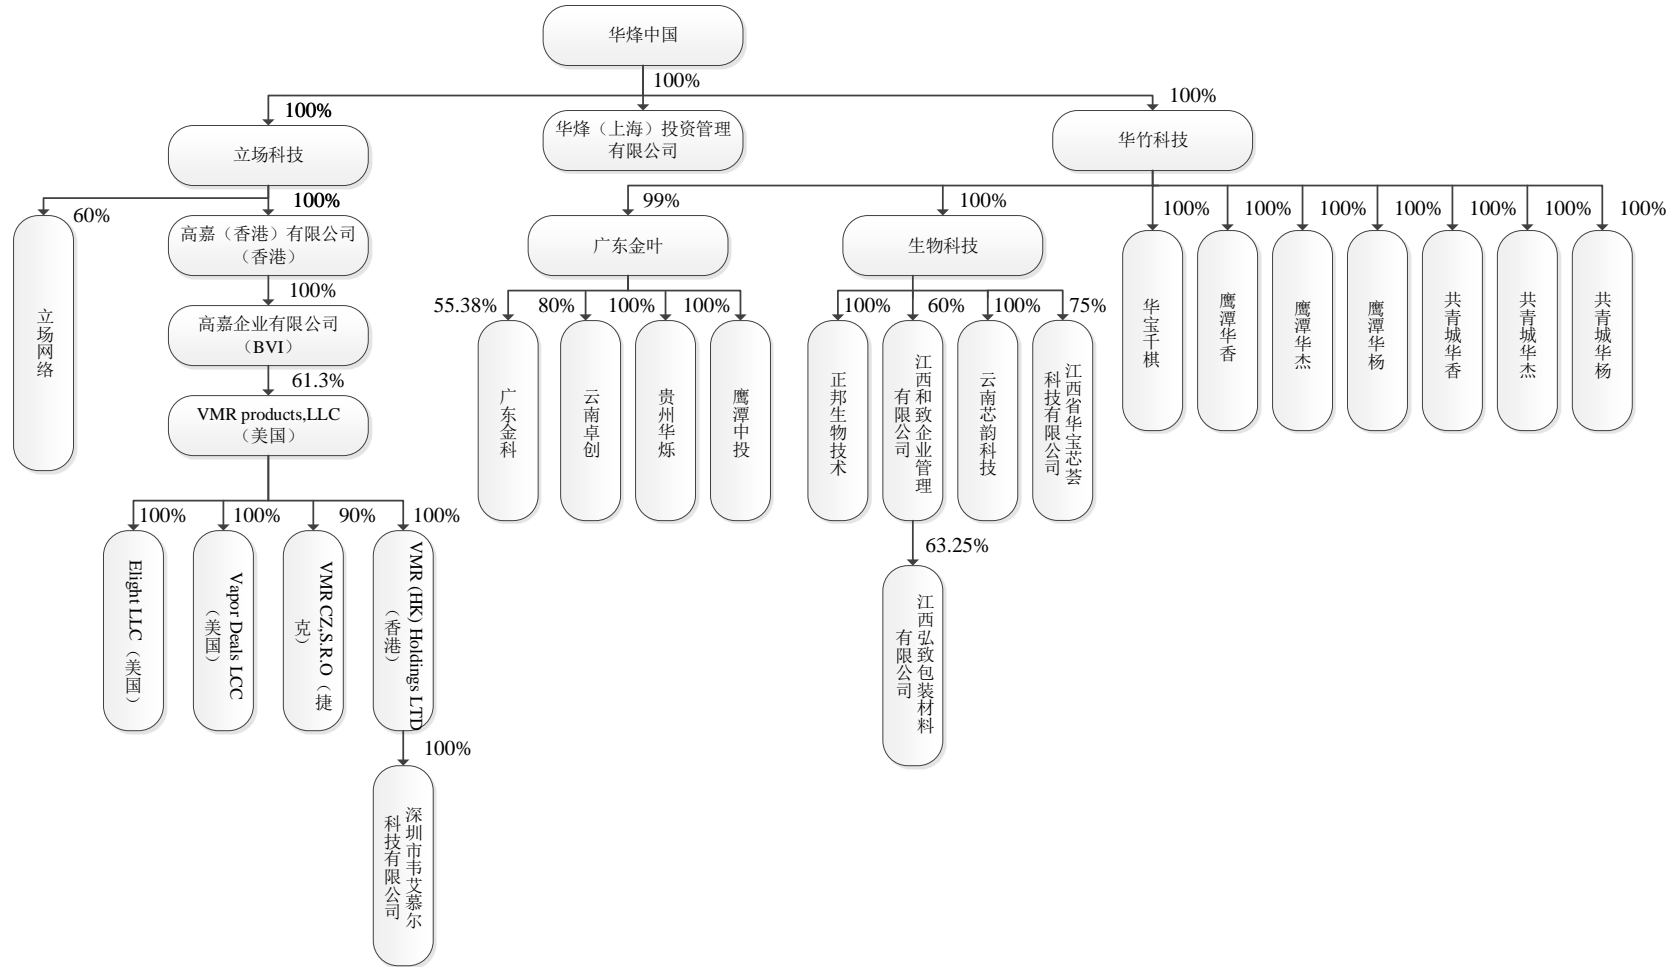 华烽中国
100%
100%
100%
立场科技
华烽（上海）投资管理
有限公司
华竹科技
60%
100%
99%
100%
100%
100%
100%
100%
100%
100%
100%
立场网络
高嘉（香港）有限公司
（香港）
广东金叶
生物科技
华宝千棋
鹰潭华香
鹰潭华杰
鹰潭华杨
共青城华香
共青城华杰
共青城华杨
100%
高嘉企业有限公司
（BVI）
55.38%
80%
100%
100%
100%
60%
100%
75%
广东金科
云南卓创
贵州华烁
鹰潭中投
正邦生物技术
江西和致企业管理
有限公司
云南芯韵科技
江西省华宝芯荟
科技有限公司
61.3%
VMR products,LLC
（美国）
63.25%
江西弘致包装材料
有限公司
100%
100%
90%
100%
Elight LLC（美国）
Vapor Deals LCC
（美国）
VMR CZ,S.R.O（捷
克）
VMR (HK) Holdings LTD
（香港）
100%
深圳市韦艾慕尔
科技有限公司